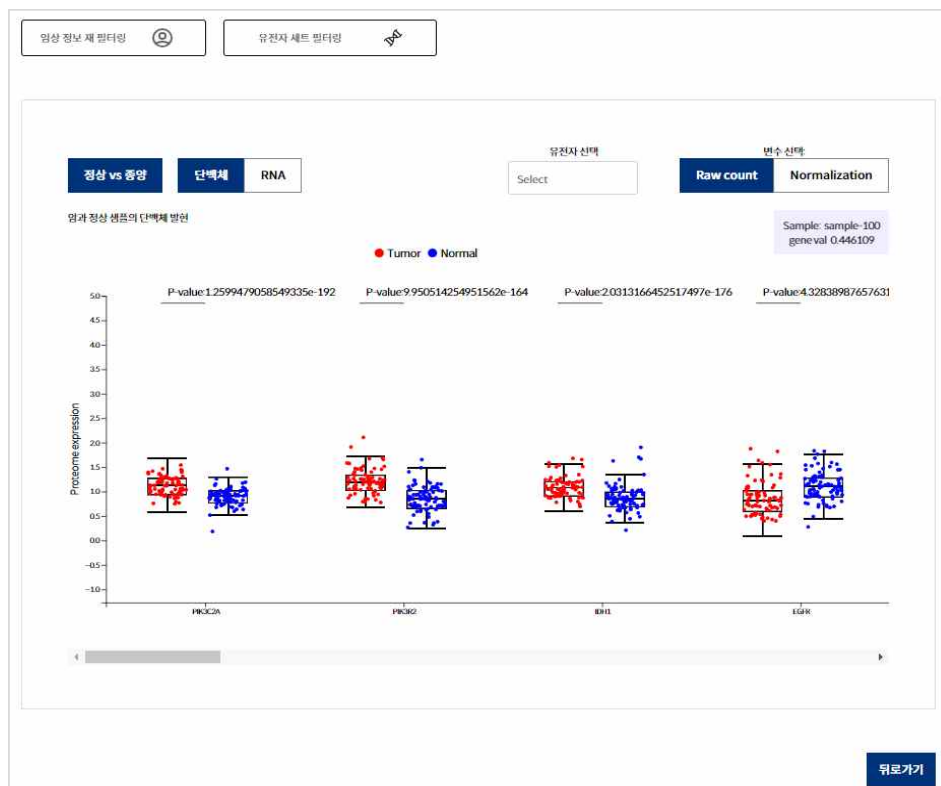 임상 정보 재 필터링
유전자 세트 필터링
유전자 선택
변수 선택:
정상 vs 종양
단백체
RNA
Select
Raw count
Normalization
암과 정상 샘플의 단백체 발현
Sample: sample-100
geneval 0.446109
Tumor
Normal
P-value:1.2599479058549335e-192
P-value:9.950514254951562e-164
P-value:2.0313166452517497e-176
P-value:4.32838987657631
Proteome expression
5.0
4.5
4.0
3.5
3.0
2.5
2.0
1.5
1.0
0.5
0.0
-0.5
-1.0
PIK3C2A
PIK3R2
IDH1
EGFR
뒤로가기